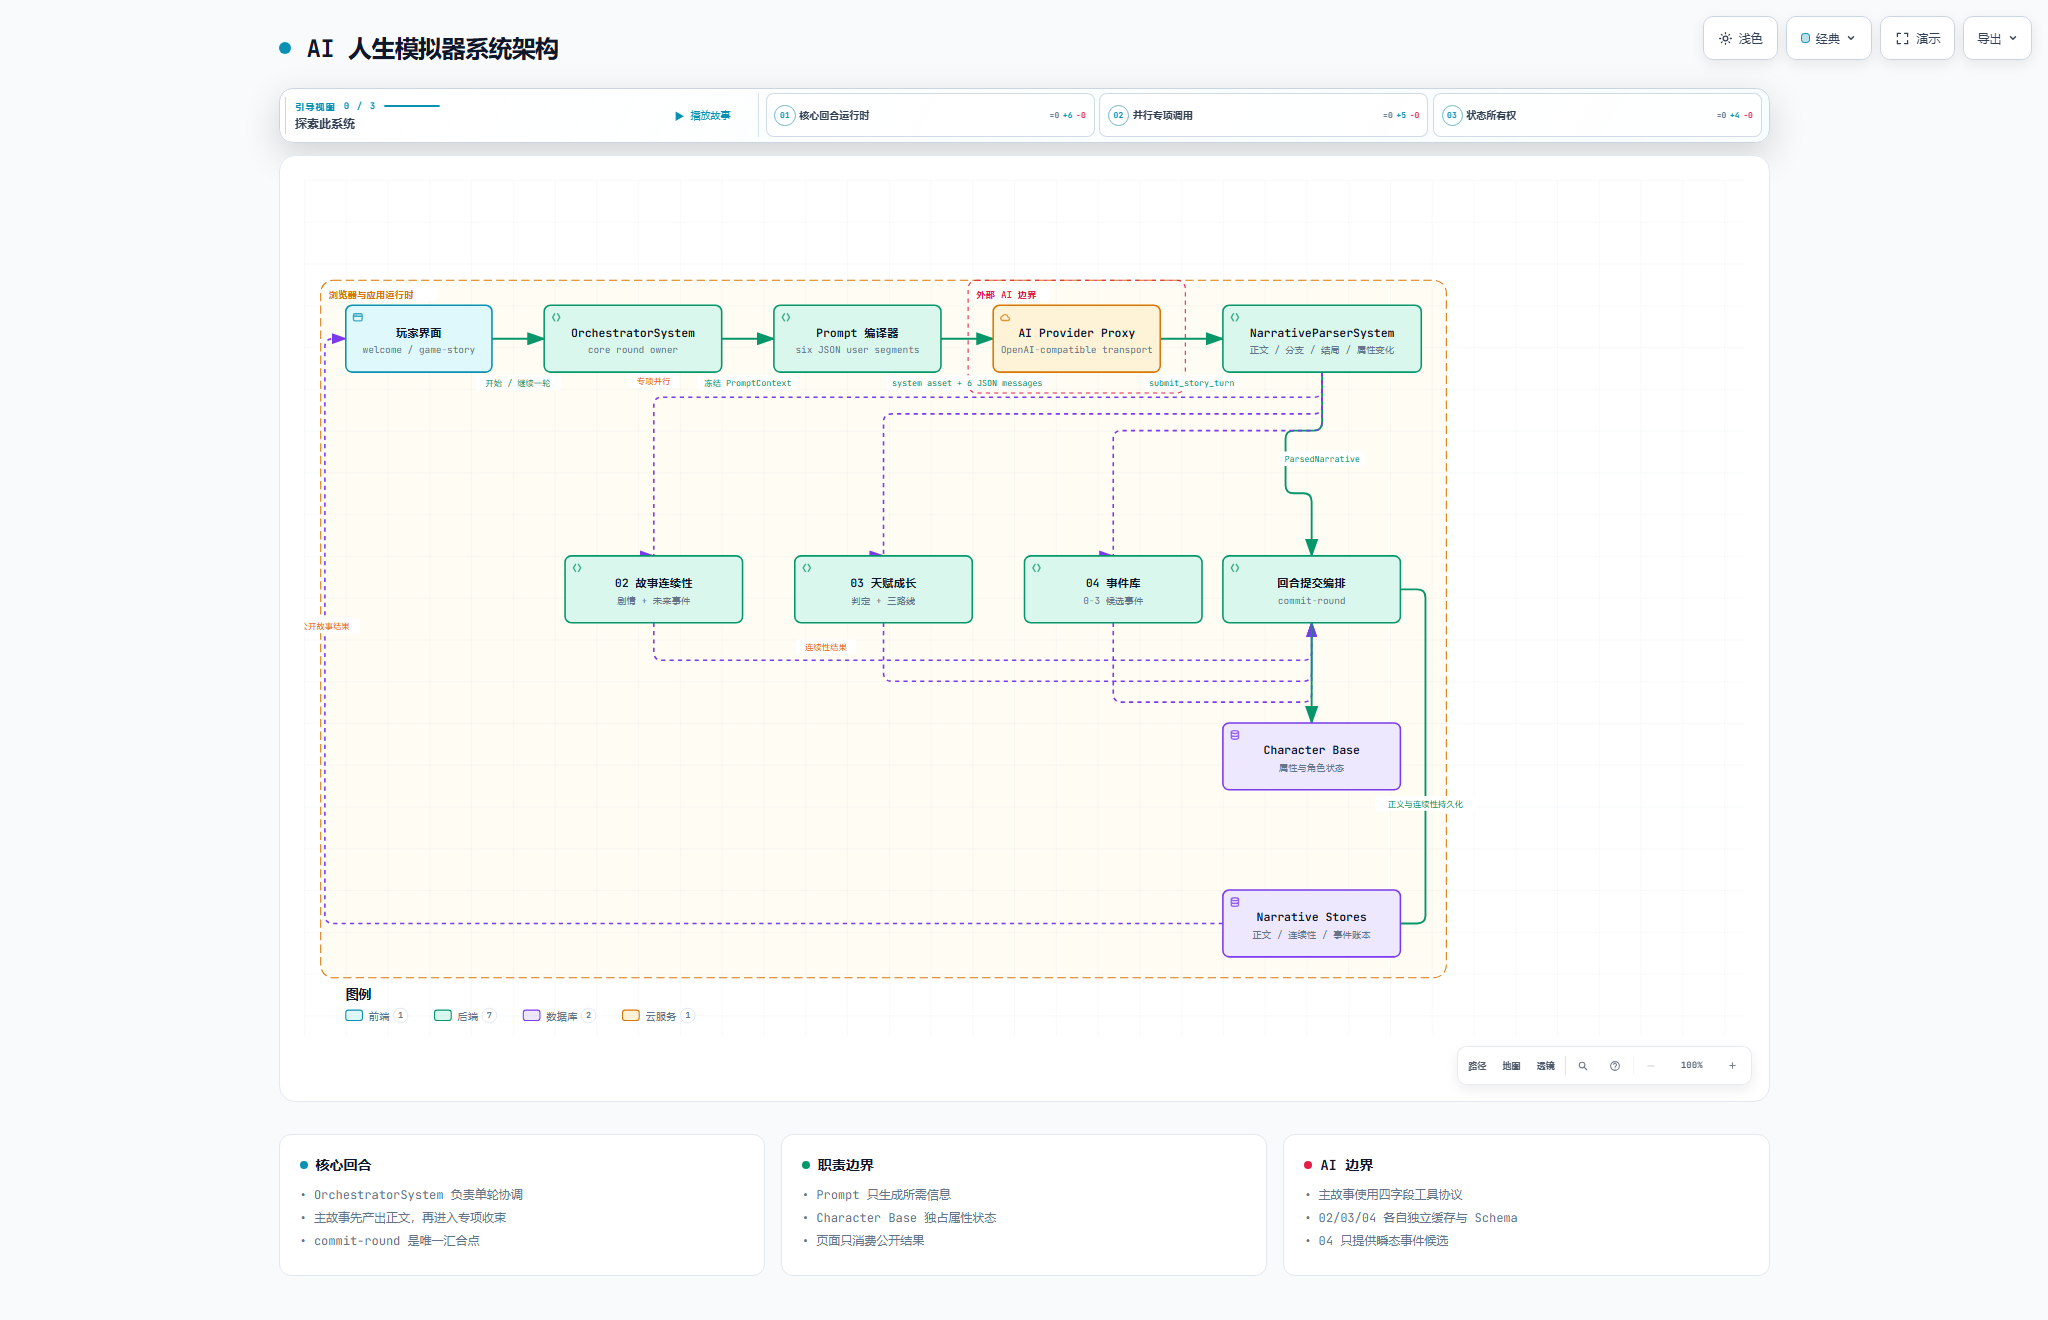 AI 人生模拟器系统架构
浅色
经典
演示
导出
引导视图 0 / 3
探索此系统
播放故事
01 核心回合运行时 =0 +6 -0
02 并行专项调用 =0 +5 -0
03 状态所有权 =0 +4 -0
浏览器与应用运行时
外部 AI 边界
玩家界面
welcome / game-story
OrchestratorSystem
core round owner
Prompt 编译器
six JSON user segments
AI Provider Proxy
OpenAI-compatible transport
NarrativeParserSystem
正文 / 分支 / 结局 / 属性变化
开始 / 继续一轮
专项并行
冻结 PromptContext
system asset + 6 JSON messages
submit_story_turn
ParsedNarrative
02 故事连续性
剧情 + 未来事件
03 天赋成长
判定 + 三路线
04 事件库
0-3 候选事件
回合提交编排
commit-round
公开故事结果
连续性结果
Character Base
属性与角色状态
正义与连续性持久化
Narrative Stores
正文 / 连续性 / 事件账本
图例
前端 1
后端 7
数据库 2
云服务 1
路径
地图
透镜
100%
核心回合
• OrchestratorSystem 负责单轮协调
• 主故事先产出正文，再进入专项收束
• commit-round 是唯一汇合点
职责边界
• Prompt 只生成所需信息
• Character Base 独占属性状态
• 页面只消费公开结果
AI 边界
• 主故事使用四字段工具协议
• 02/03/04 各自独立缓存与 Schema
• 04 只提供瞬态事件候选